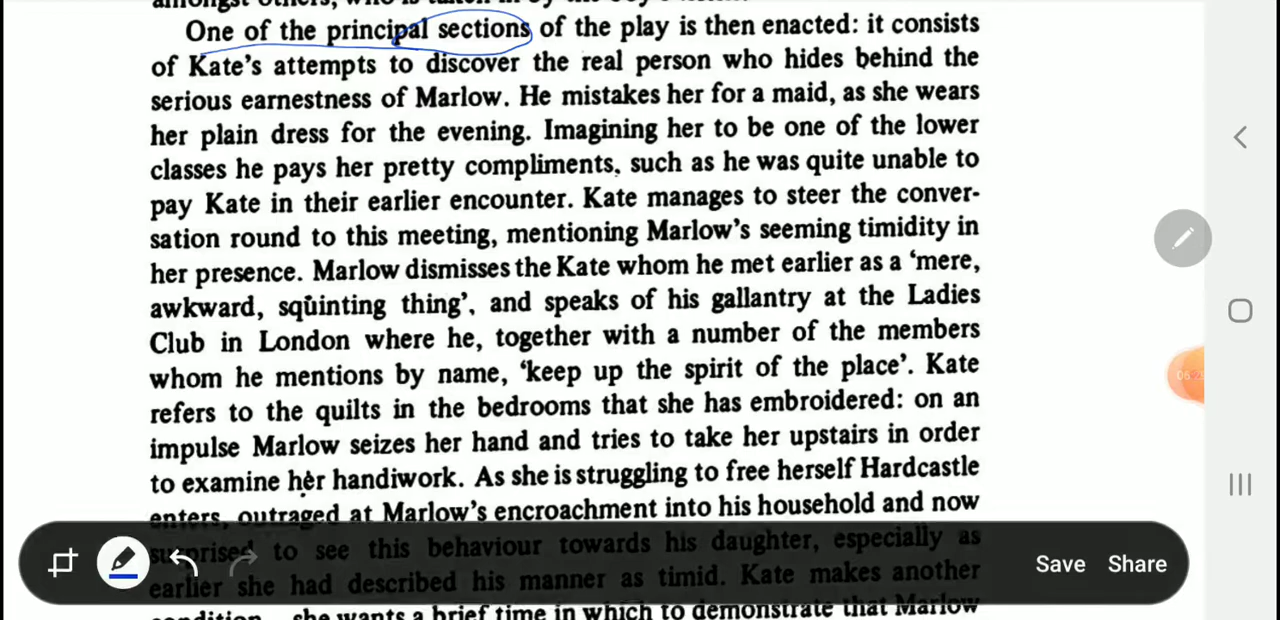 One of the principal sections of the play is then enacted: it consists
of Kate's attempts to discover the real person who hides behind the
serious earnestness of Marlow. He mistakes her for a maid, as she wears
her plain dress for the evening. Imagining her to be one of the lower
classes he pays her pretty compliments, such as he was quite unable to
pay Kate in their earlier encounter. Kate manages to steer the conver-
sation round to this meeting, mentioning Marlow's seeming timidity in
her presence. Marlow dismisses the Kate whom he met earlier as a 'mere,
awkward, squinting thing', and speaks of his gallantry at the Ladies
Club in London where he, together with a number of the members
whom he mentions by name, 'keep up the spirit of the place'. Kate
refers to the quilts in the bedrooms that she has embroidered: on an
impulse Marlow seizes her hand and tries to take her upstairs in order
to examine her handiwork. As she is struggling to free herself Hardcastle
enters, outraged at Marlow's encroachment into his household and now
surprised to see this behaviour towards his daughter, especially as
earlier she had described his manner as timid. Kate makes another
she wants a brief time in which to demonstrate that Marlow
Save Share